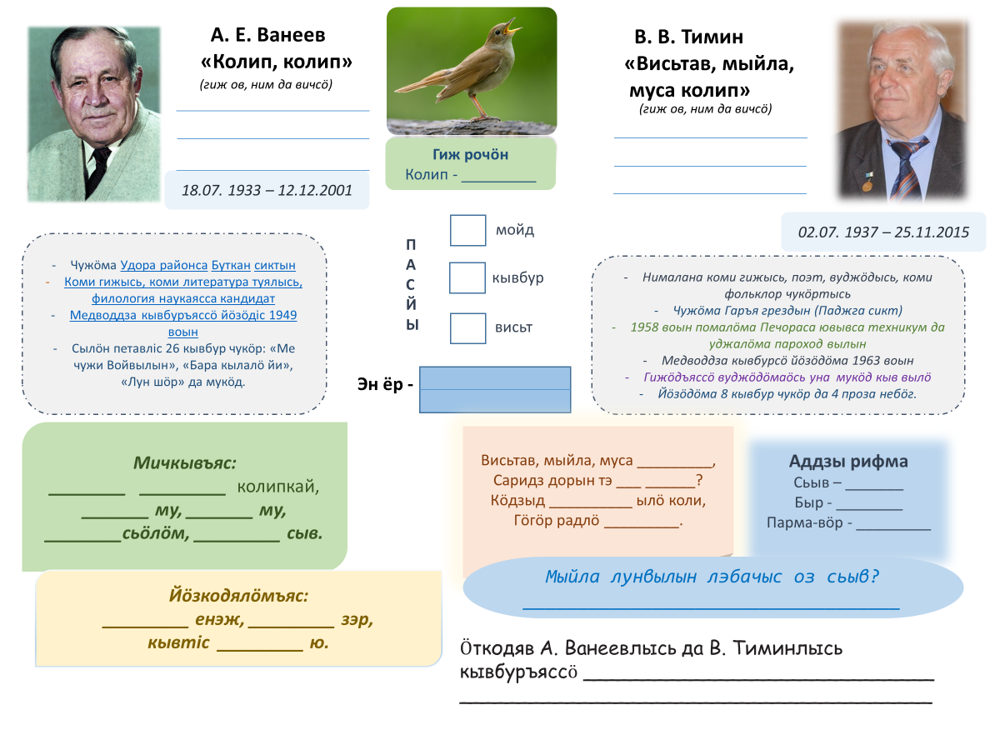 А. Е. Ванеев
«Колип, колип»
(гиж ов, ним да вичсӧ)
18.07. 1933 – 12.12.2001
Гиж рочӧн
Колип - _________
В. В. Тимин
«Висьтав, мыйла,
муса колип»
(гиж ов, ним да вичсӧ)
02.07. 1937 – 25.11.2015
- Чужӧма Удора районса Буткан сиктын
- Коми гижысь, коми литература туялысь,
филология наукаясса кандидат
- Медводдза кывбуръяссӧ йӧзӧдіс 1949
воын
- Сылӧн петавліс 26 кывбур чукӧр: «Ме
чужи Войвылын», «Бара кылалӧ йи»,
«Лун шӧр» да мукӧд.
П
А
С
Й
Ы
мойд
кывбур
висьт
Эн ёр -
- Нималана коми гижысь, поэт, вуджӧдысь, коми
фольклор чукӧртысь
- Чужӧма Гаръя грездын (Паджга сикт)
- 1958 воын помалӧма Печораса ювывса техникум да
уджалӧма пароход вылын
- Медводдза кывбурсӧ йӧзӧдӧма 1963 воын
- Гижӧдъяссӧ вуджӧдӧмаӧсь уна мукӧд кыв вылӧ
- Йӧзӧдӧма 8 кывбур чукӧр да 4 проза небӧг.
Мичкывъяс:
________ _________ колипкай,
_______ му, _______ му,
________сьӧлӧм, _________ сыв.
Йӧзкодялӧмъяс:
_________ енэж, _________ зэр,
кывтіс _________ ю.
Висьтав, мыйла, муса _________,
Саридз дорын тэ ___ ______?
Кӧдзыд __________ ылӧ коли,
Гӧгӧр радлӧ _________.
Аддзы рифма
Сьыв – _______
Быр - ________
Парма-вӧр - _________
Мыйла лунвылын лэбачыс оз сьыв?
Ӧткодяв А. Ванеевлысь да В. Тиминлысь
кывбуръяссӧ ________________________________